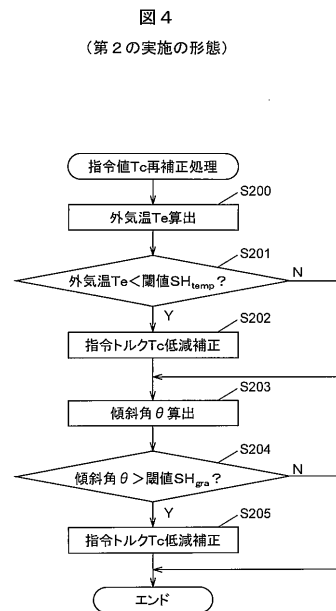 図4
(第2の実施の形態)
指令値Tc再補正処理
S200
外気温Te算出
S201
外気温Te<閾値SHtemp?
N
Y
S202
指令トルクTc低減補正
S203
傾斜角θ算出
S204
傾斜角θ>閾値SHgra?
N
Y
S205
指令トルクTc低減補正
エンド